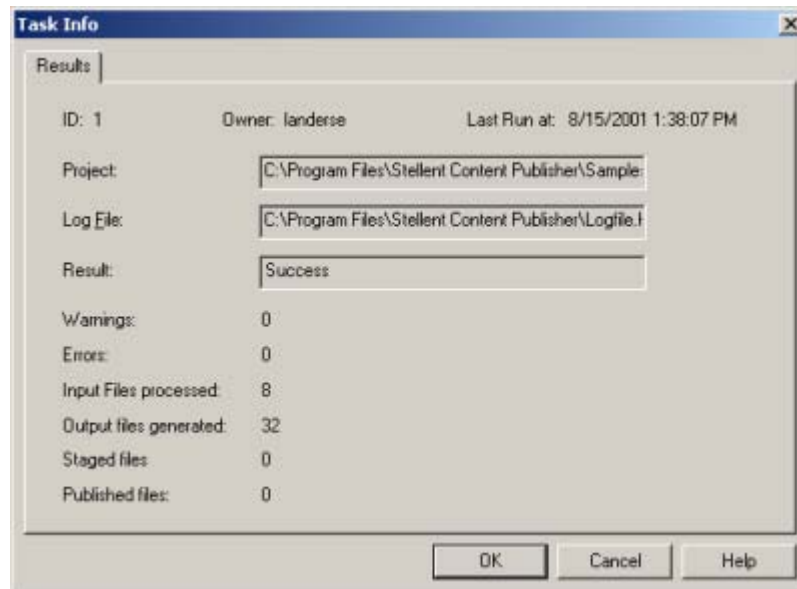 Task Info
Results
ID: 1 Owner: landerse Last Run at: 8/15/2001 1:38:07 PM
Project: C:\Program Files\Stellent Content Publisher\Sample
Log File: C:\Program Files\Stellent Content Publisher\Logfile.
Result: Success
Warnings: 0
Errors: 0
Input Files processed: 8
Output files generated: 32
Staged files 0
Published files: 0
OK Cancel Help